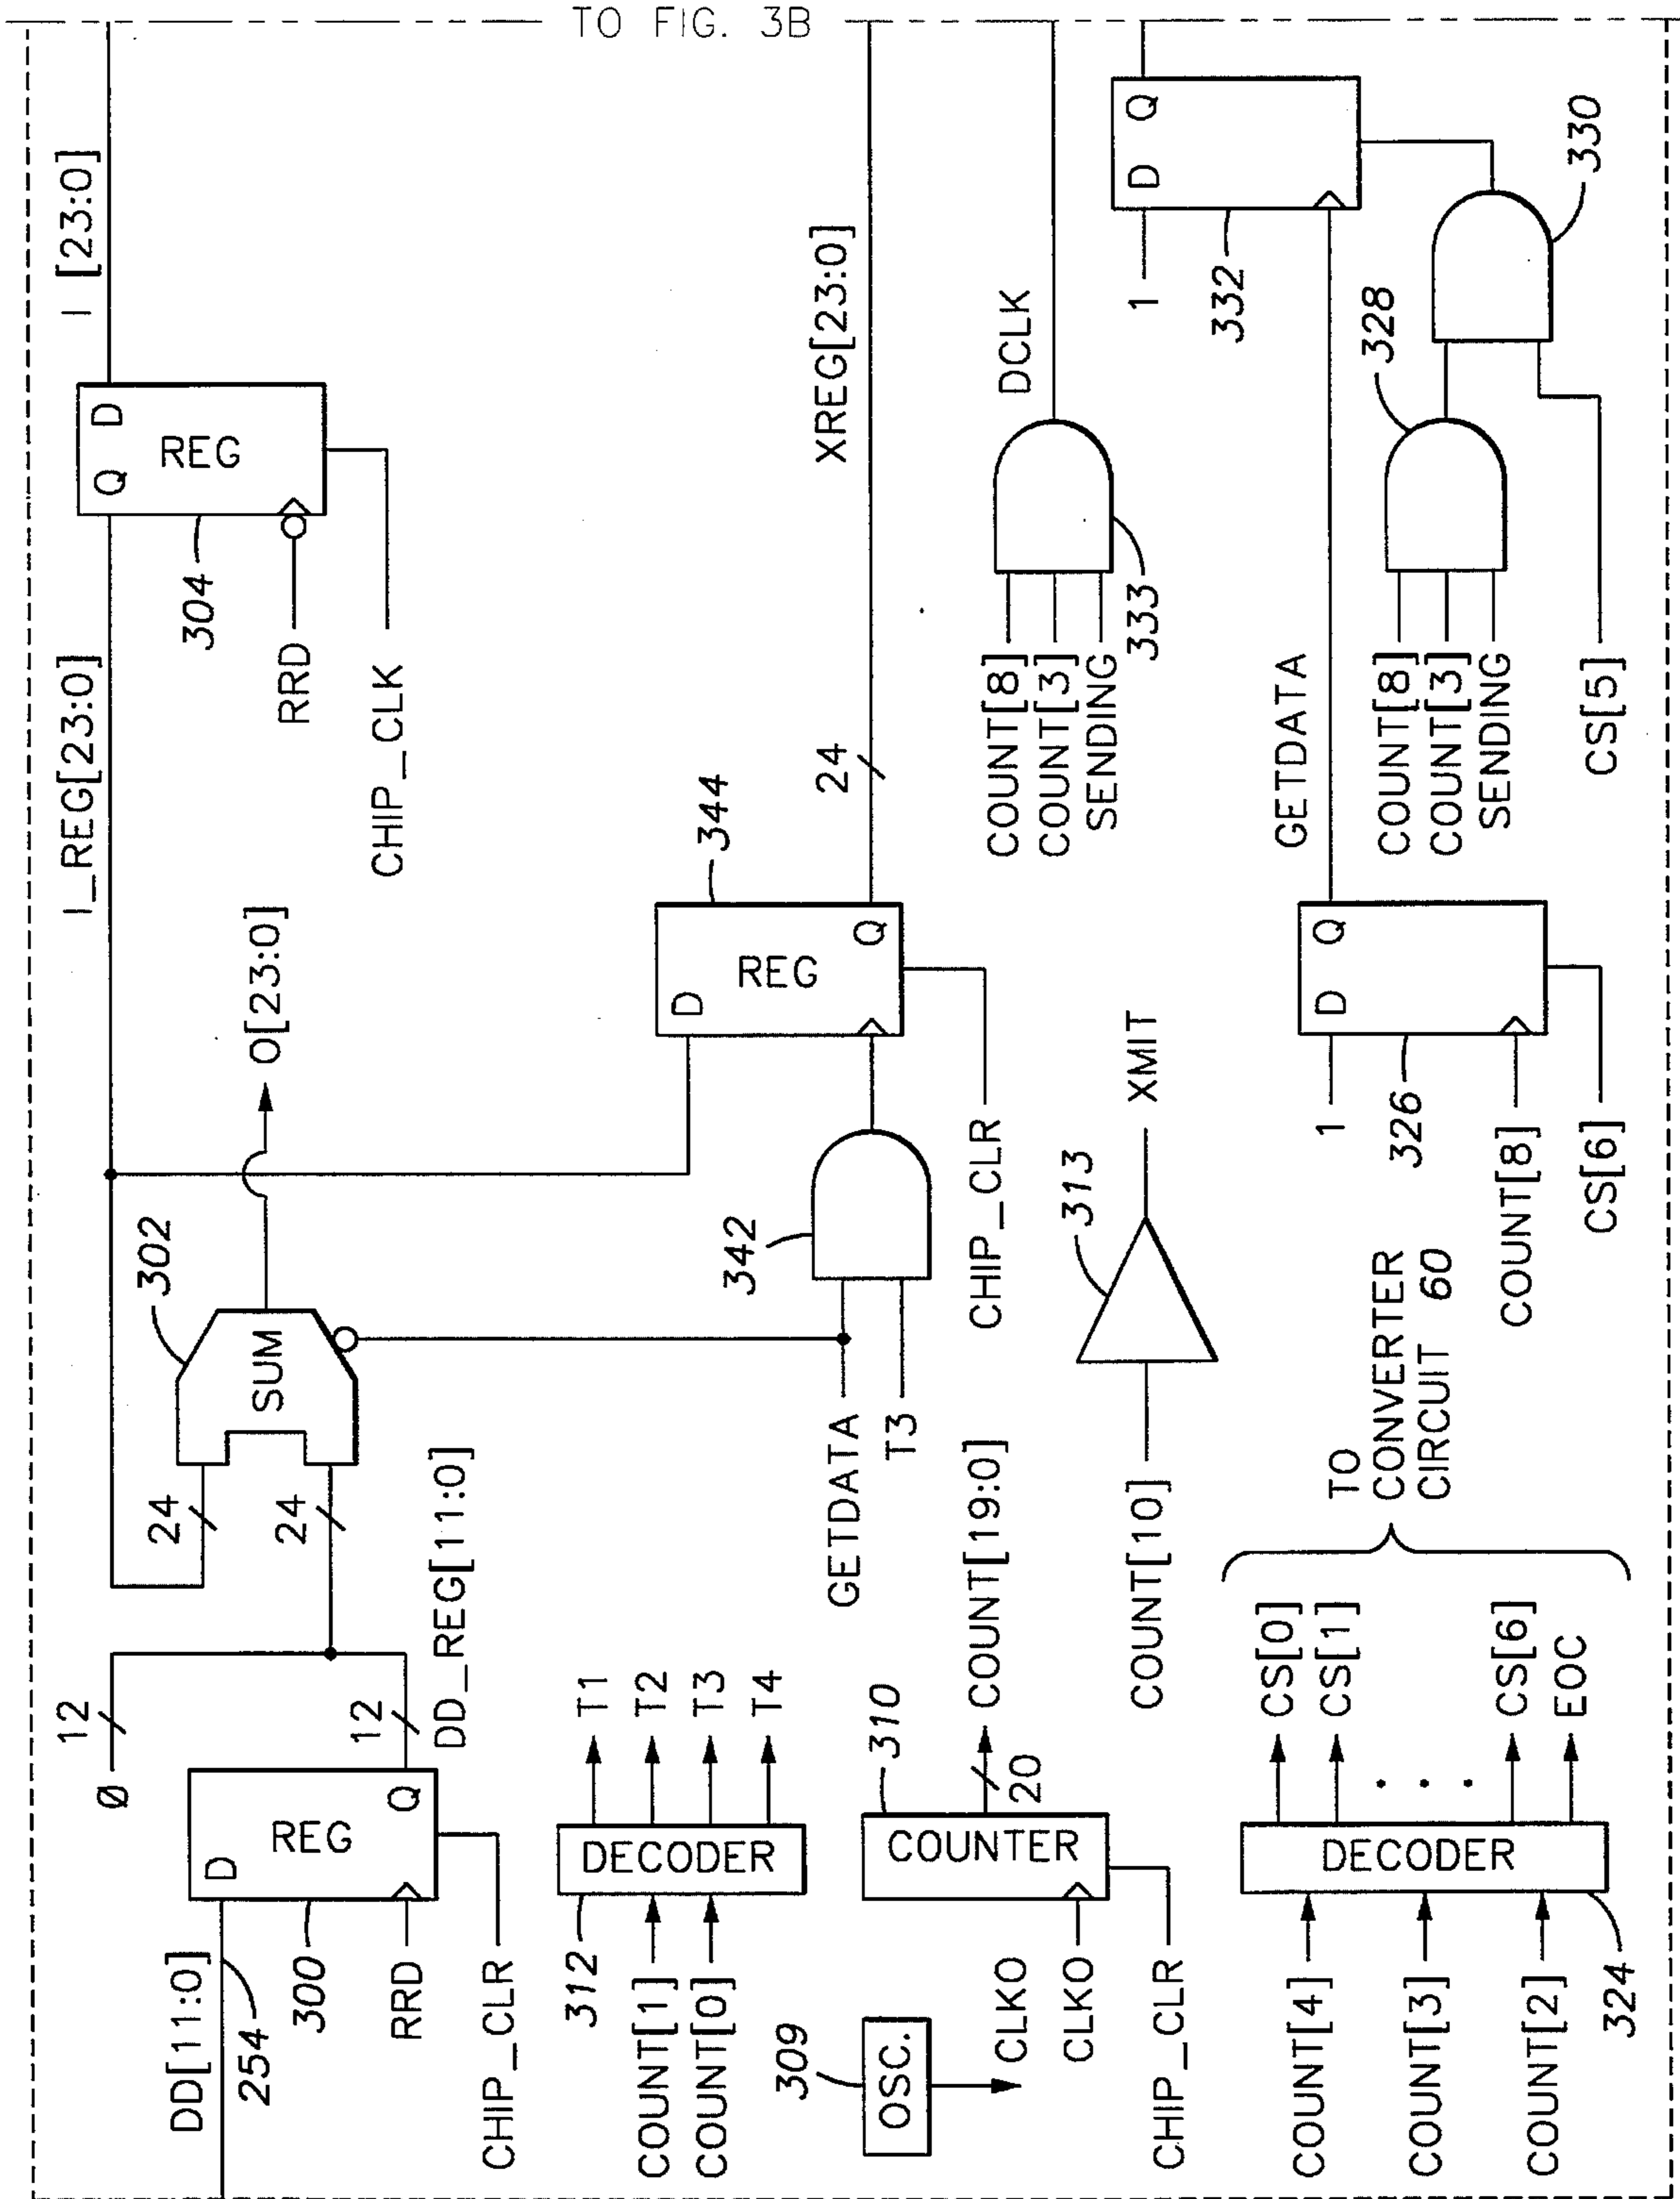 TO FIG. 3B
DD[11:0]
254
D
REG
Q
300
RRD
CHIP_CLR
12
Ø
12
DD_REG[11:0]
24
24
SUM
302
O[23:0]
I_REG[23:0]
Q D
REG
304
RRD
CHIP_CLK
I [23:0]
312
DECODER
COUNT[1]
COUNT[0]
T1
T2
T3
T4
GETDATA
T3
342
D
REG
Q
344
CHIP_CLR
24
XREG[23:0]
309
OSC.
CLKO
CLKO
CHIP_CLR
COUNTER
310
20
COUNT[19:0]
COUNT[10]
313
XMIT
COUNT[8]
COUNT[3]
SENDING
333
DCLK
COUNT[4]
COUNT[3]
COUNT[2]
324
DECODER
CS[0]
CS[1]
CS[6]
EOC
TO
CONVERTER
CIRCUIT 60
1
D Q
326
COUNT[8]
CS[6]
GETDATA
COUNT[8]
COUNT[3]
SENDING
328
CS[5]
330
1
D Q
332